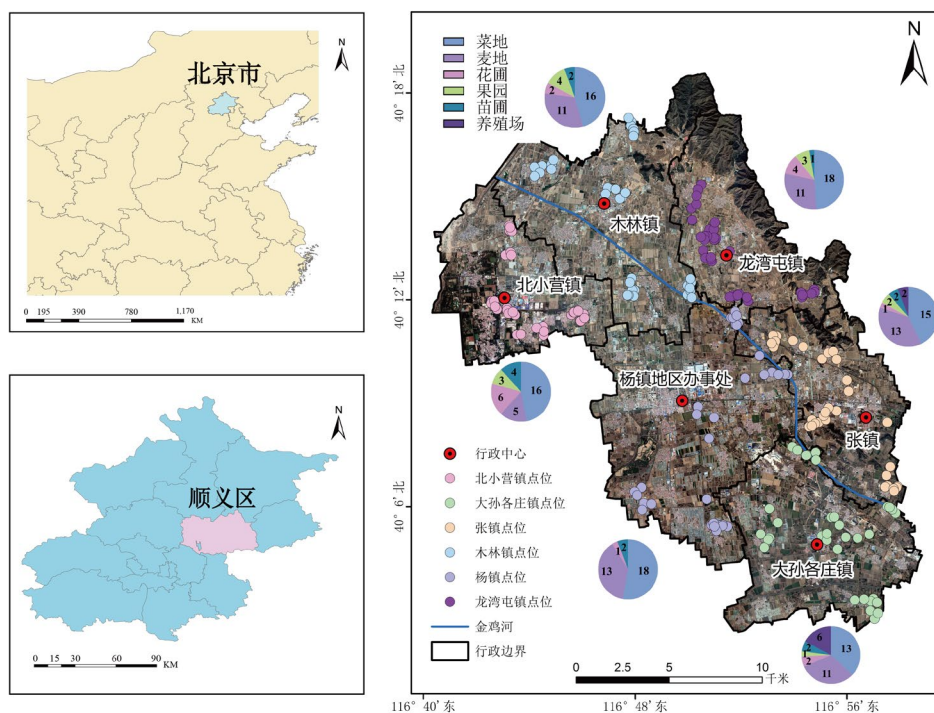 N
北京市
0 195 390 780 1,170
KM
N
顺义区
0 15 30 60 90
KM
菜地
麦地
花圃
果园
苗圃
养殖场
N
40° 18′ 北
40° 12′ 北
40° 6′ 北
2
4
2
16
11
1
3
4
18
11
2
2
2
1
15
13
4
3
6
5
16
2
1
13
18
6
2
1
2
13
11
木林镇
龙湾屯镇
北小营镇
杨镇地区办事处
张镇
大孙各庄镇
行政中心
北小营镇点位
大孙各庄镇点位
张镇点位
木林镇点位
杨镇点位
龙湾屯镇点位
金鸡河
行政边界
0 2.5 5 10
千米
116° 40′ 东
116° 48′ 东
116° 56′ 东